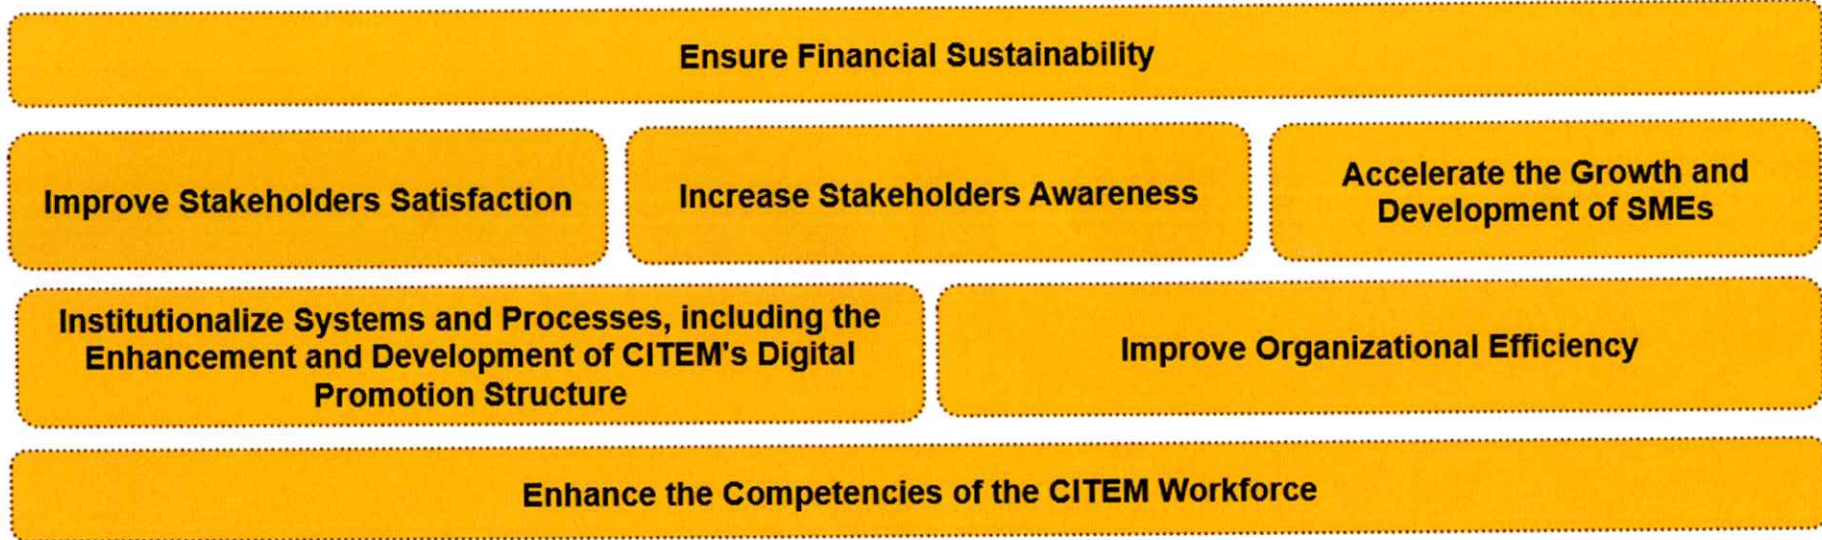 Ensure Financial Sustainability
Improve Stakeholders Satisfaction
Increase Stakeholders Awareness
Accelerate the Growth and
Development of SMEs
Institutionalize Systems and Processes, including the
Enhancement and Development of CITEM's Digital
Promotion Structure
Improve Organizational Efficiency
Enhance the Competencies of the CITEM Workforce